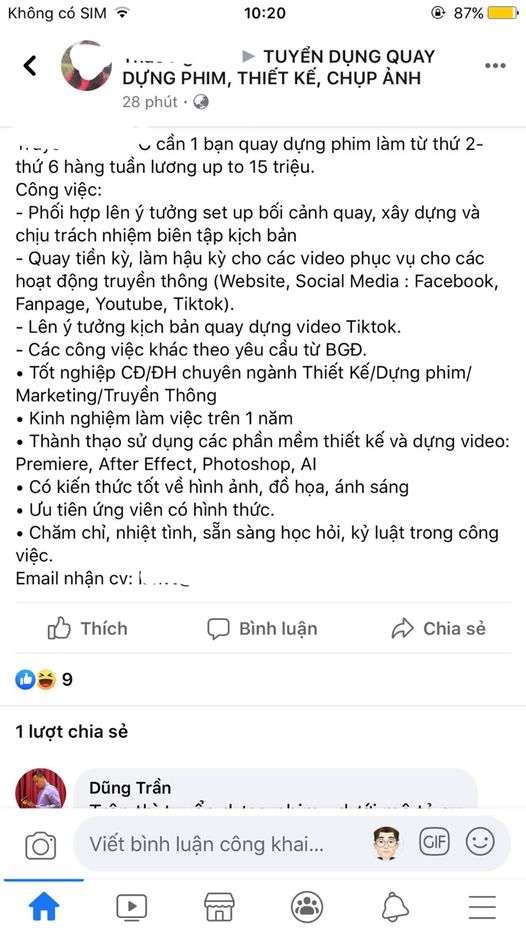 Không có SIM 10:20 87%
TUYỂN DỤNG QUAY
DỰNG PHIM, THIẾT KẾ, CHỤP ẢNH
28 phút ·
cần 1 bạn quay dựng phim làm từ thứ 2-
thứ 6 hàng tuần lương up to 15 triệu.
Công việc:
- Phối hợp lên ý tưởng set up bối cảnh quay, xây dựng và
chịu trách nhiệm biên tập kịch bản
- Quay tiền kỳ, làm hậu kỳ cho các video phục vụ cho các
hoạt động truyền thông (Website, Social Media : Facebook,
Fanpage, Youtube, Tiktok).
- Lên ý tưởng kịch bản quay dựng video Tiktok.
- Các công việc khác theo yêu cầu từ BGĐ.
• Tốt nghiệp CĐ/ĐH chuyên ngành Thiết Kế/Dựng phim/
Marketing/Truyền Thông
• Kinh nghiệm làm việc trên 1 năm
• Thành thạo sử dụng các phần mềm thiết kế và dựng video:
Premiere, After Effect, Photoshop, AI
• Có kiến thức tốt về hình ảnh, đồ họa, ánh sáng
• Ưu tiên ứng viên có hình thức.
• Chăm chỉ, nhiệt tình, sẵn sàng học hỏi, kỷ luật trong công
việc.
Email nhận cv:
Thích Bình luận Chia sẻ
9
1 lượt chia sẻ
Dũng Trần
Viết bình luận công khai... GIF